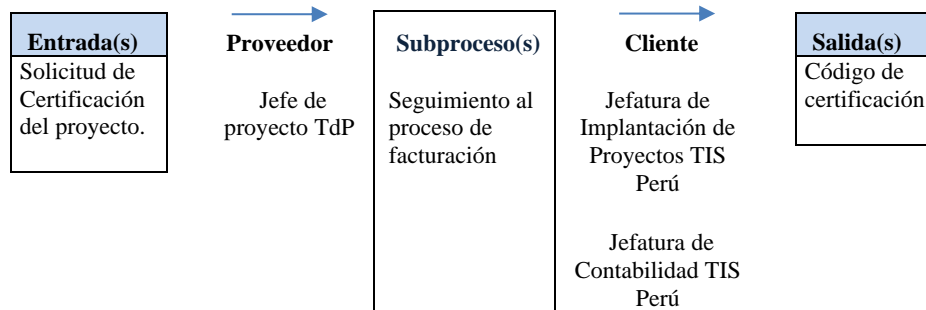 Entrada(s)
Solicitud de
Certificación
del proyecto.
Proveedor
Jefe de
proyecto TdP
Subproceso(s)
Seguimiento al
proceso de
facturación
Cliente
Jefatura de
Implantación de
Proyectos TIS
Perú
Jefatura de
Contabilidad TIS
Perú
Salida(s)
Código de
certificación